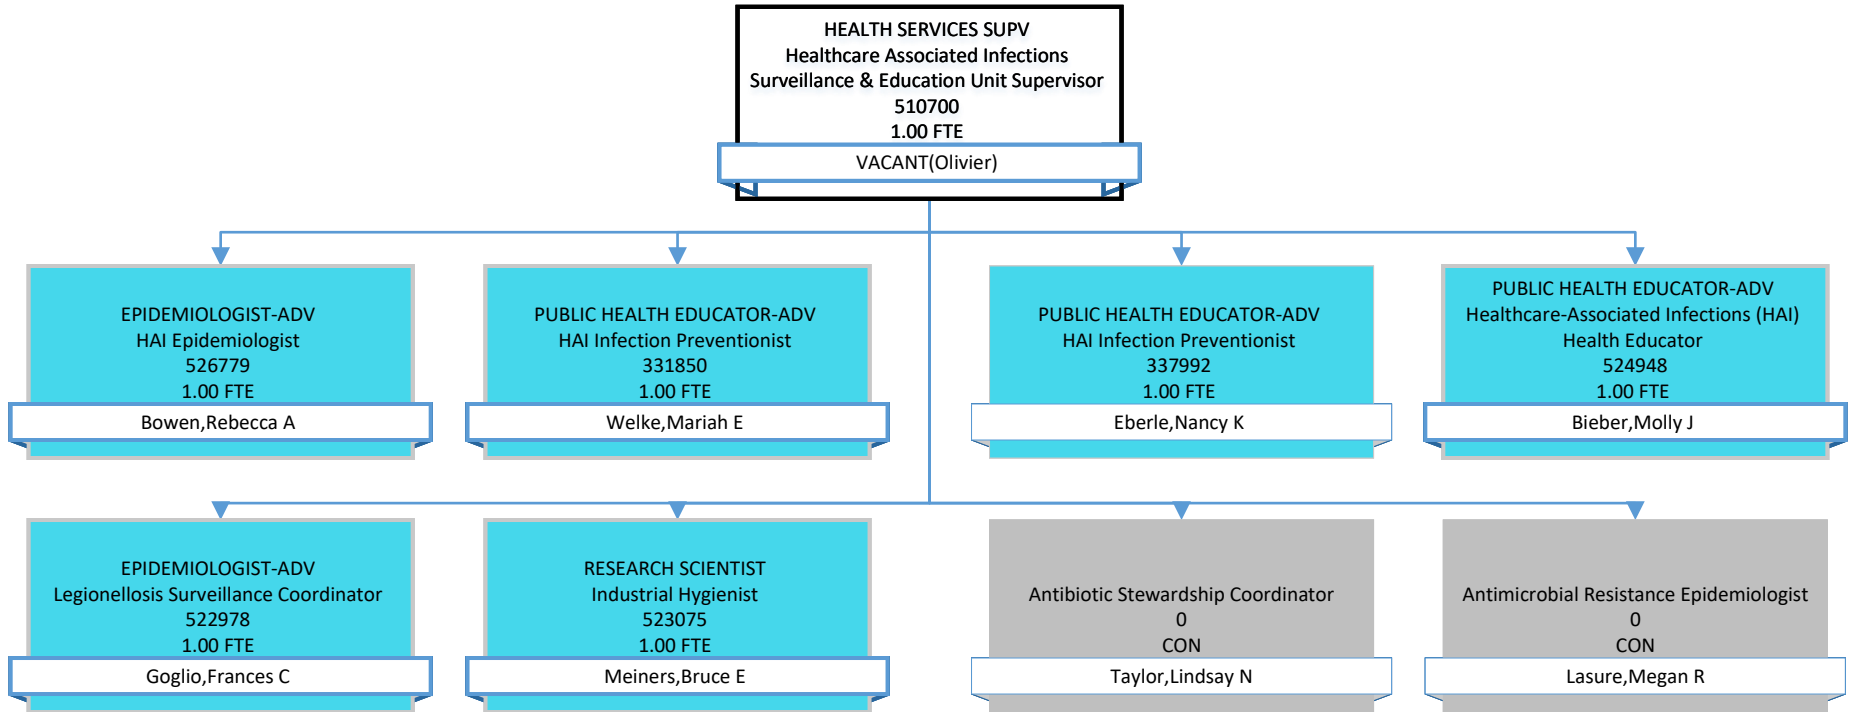 HEALTH SERVICES SUPV
Healthcare Associated Infections
Surveillance & Education Unit Supervisor
510700
1.00 FTE
VACANT(Olivier)
EPIDEMIOLOGIST-ADV
HAI Epidemiologist
526779
1.00 FTE
Bowen,Rebecca A
PUBLIC HEALTH EDUCATOR-ADV
HAI Infection Preventionist
331850
1.00 FTE
Welke,Mariah E
PUBLIC HEALTH EDUCATOR-ADV
HAI Infection Preventionist
337992
1.00 FTE
Eberle,Nancy K
PUBLIC HEALTH EDUCATOR-ADV
Healthcare-Associated Infections (HAI)
Health Educator
524948
1.00 FTE
Bieber,Molly J
EPIDEMIOLOGIST-ADV
Legionellosis Surveillance Coordinator
522978
1.00 FTE
Goglio,Frances C
RESEARCH SCIENTIST
Industrial Hygienist
523075
1.00 FTE
Meiners,Bruce E
Antibiotic Stewardship Coordinator
0
CON
Taylor,Lindsay N
Antimicrobial Resistance Epidemiologist
0
CON
Lasure,Megan R